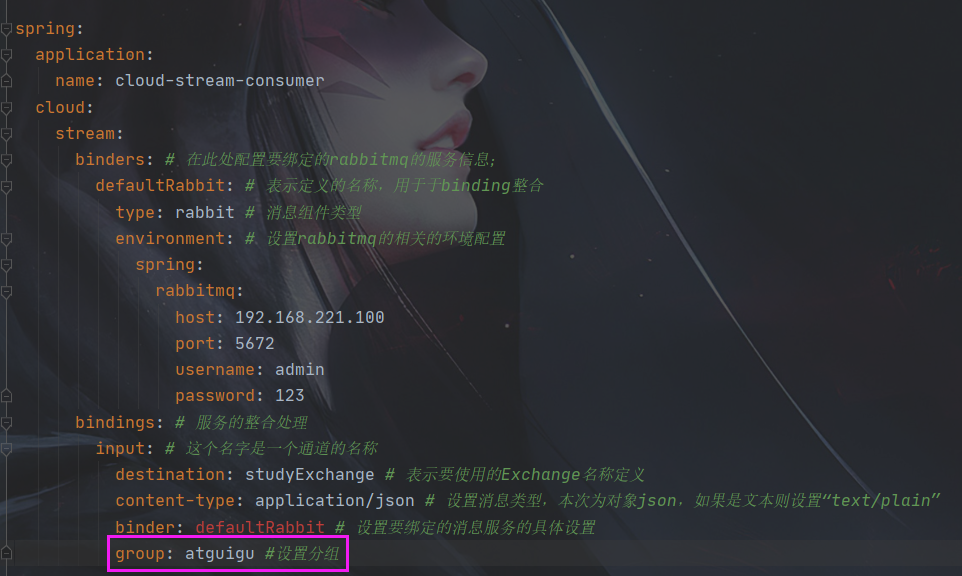 spring:
application:
name: cloud-stream-consumer
cloud:
stream:
binders: # 在此处配置要绑定的rabbitmq的服务信息;
defaultRabbit: # 表示定义的名称，用于于binding整合
type: rabbit # 消息组件类型
environment: # 设置rabbitmq的相关的环境配置
spring:
rabbitmq:
host: 192.168.221.100
port: 5672
username: admin
password: 123
bindings: # 服务的整合处理
input: # 这个名字是一个通道的名称
destination: studyExchange # 表示要使用的Exchange名称定义
content-type: application/json # 设置消息类型，本次为对象json，如果是文本则设置“text/plain”
binder: defaultRabbit # 设置要绑定的消息服务的具体设置
group: atguigu #设置分组